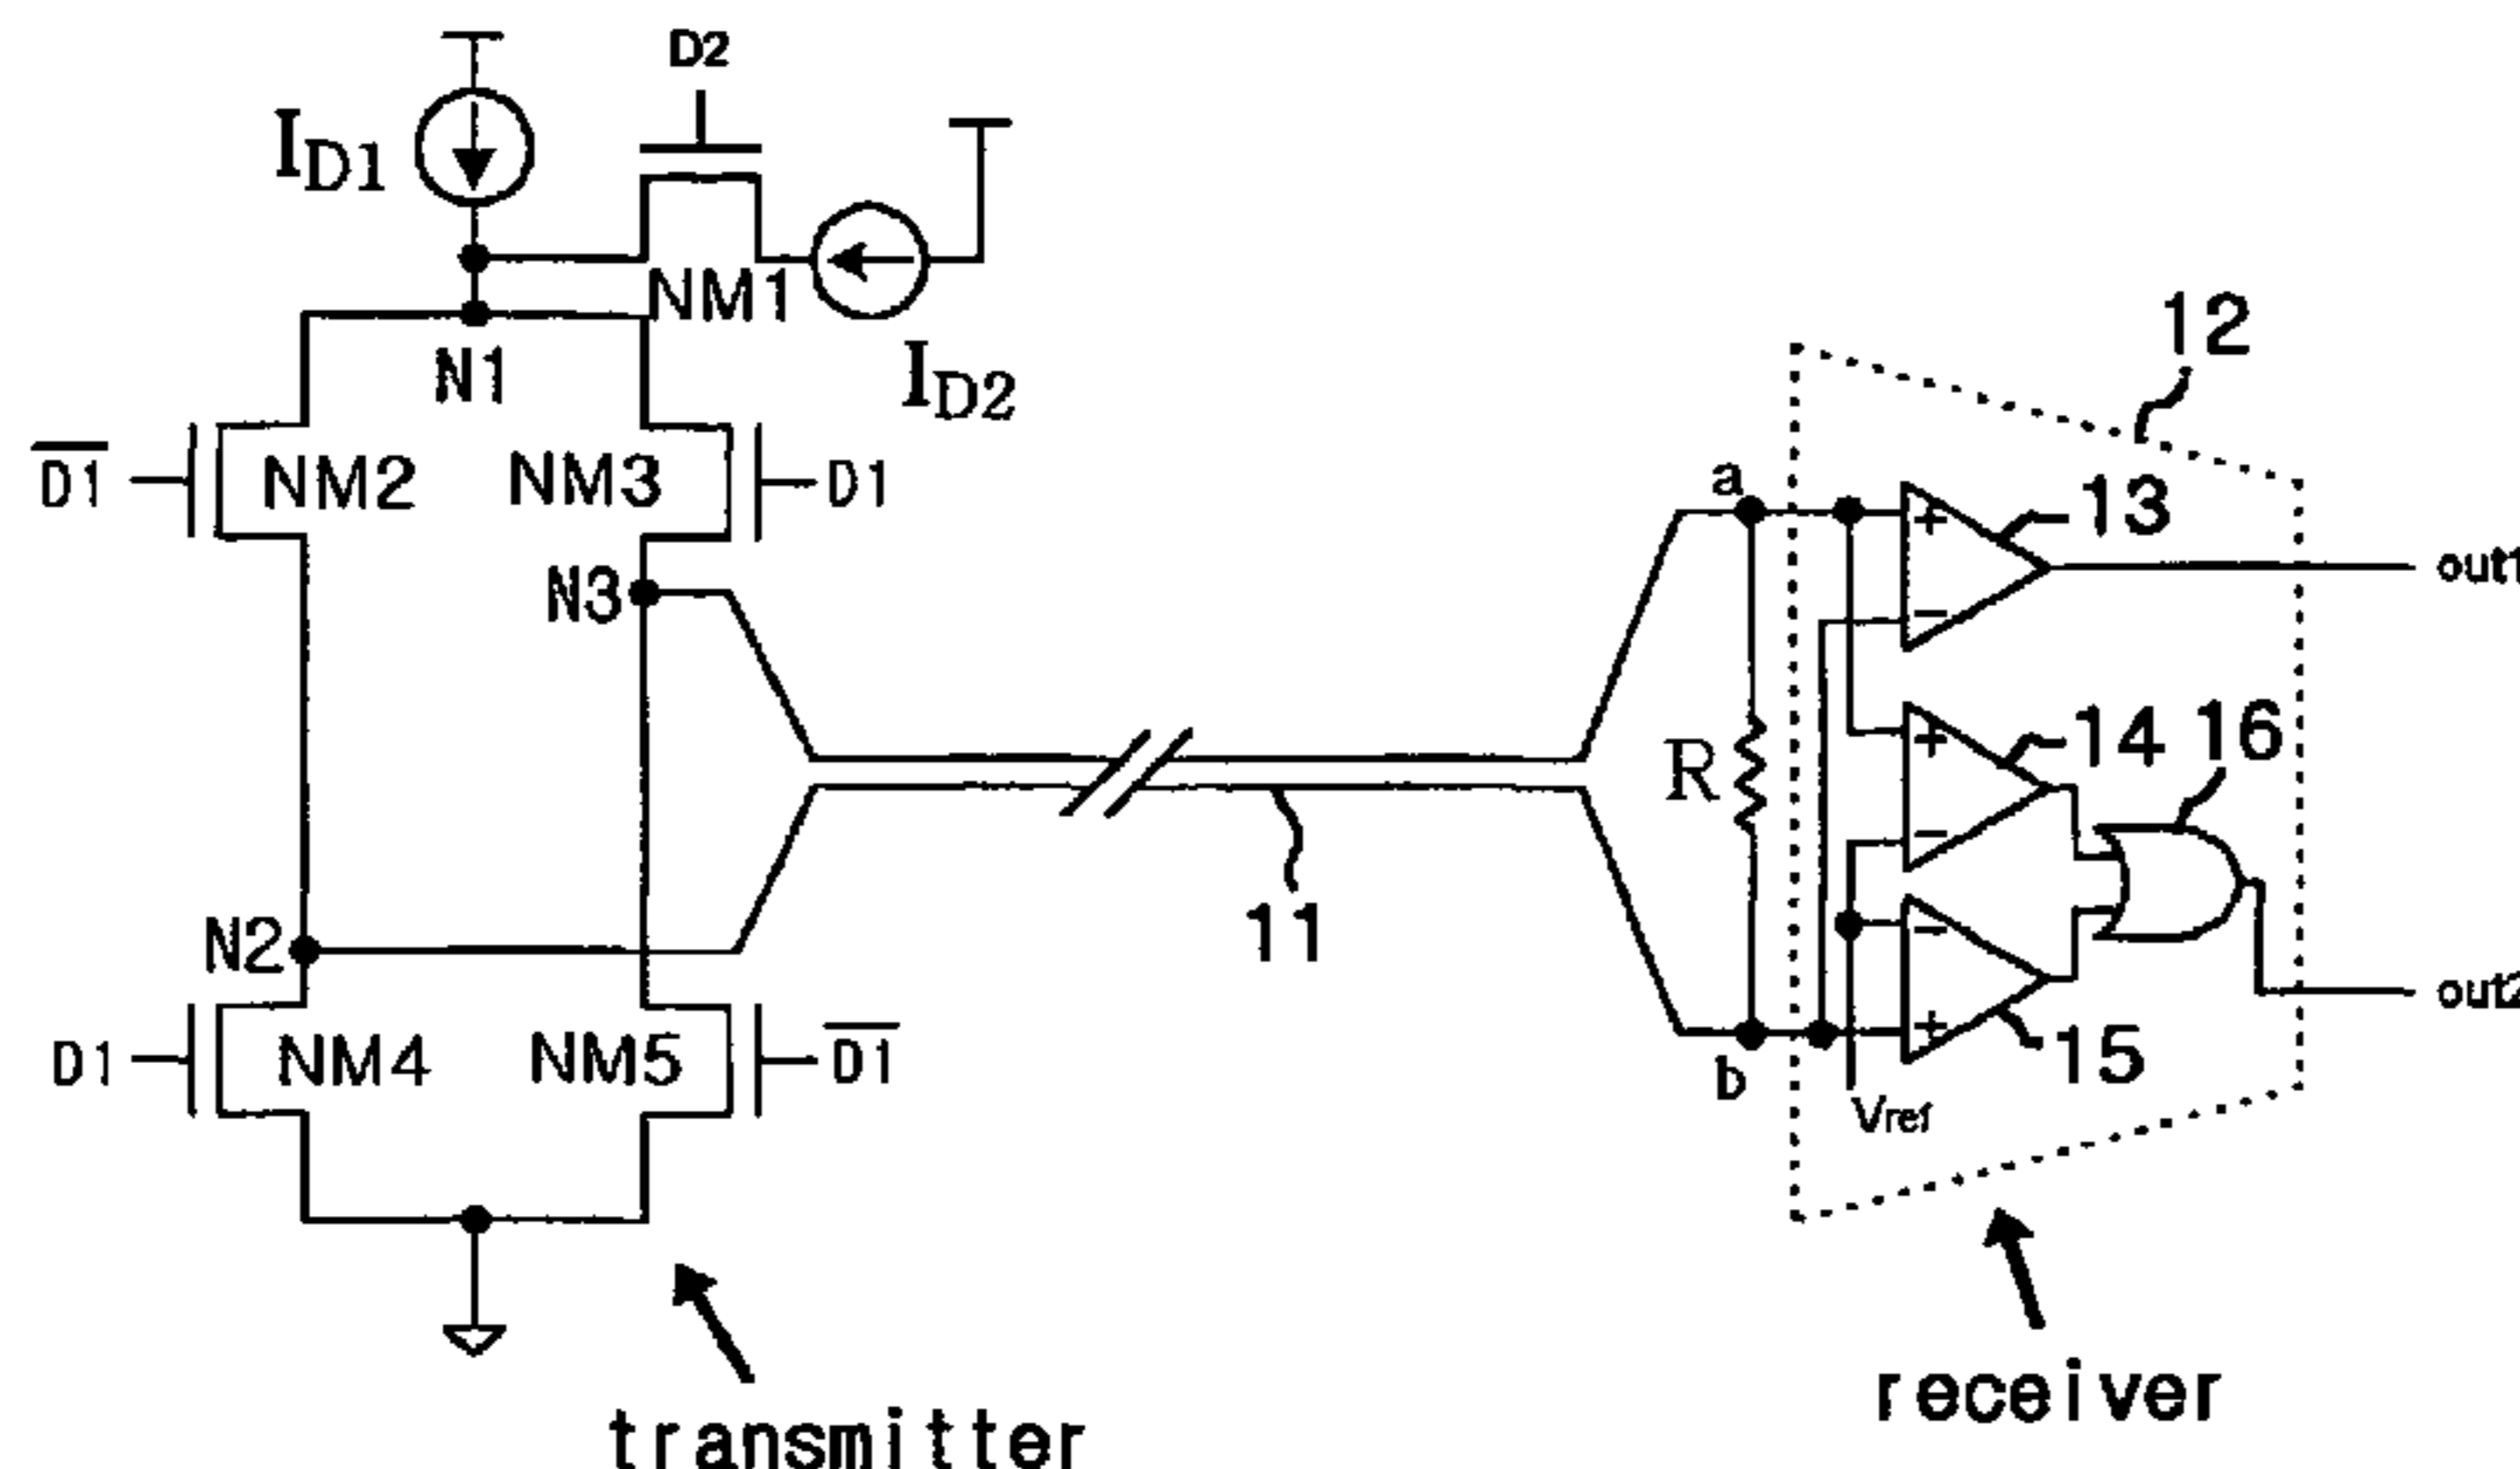 D2
ID1
NM1
N1
ID2
12
D1
NM2
NM3
D1
a
13
out1
N3
14
16
R
11
N2
out2
D1
NM4
NM5
D1
15
b
Vref
receiver
transmitter